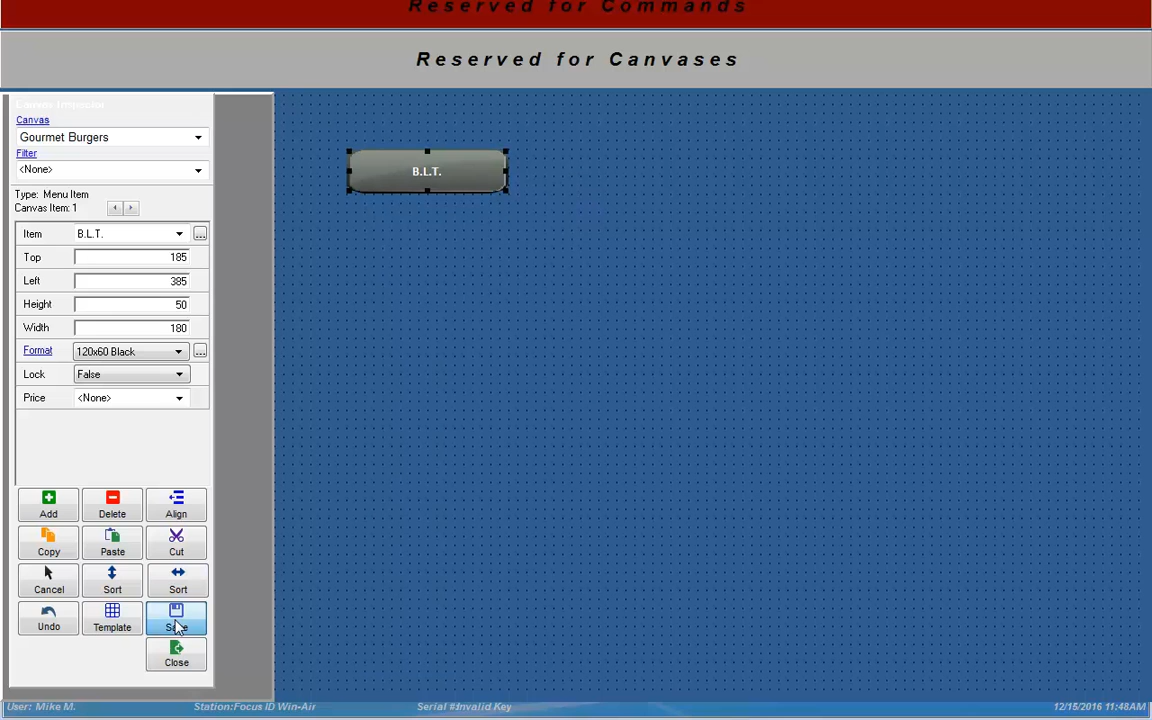 Reserved for Commands
Reserved for Canvases
Canvas Inspector
Canvas
Gourmet Burgers
Filter
<None>
Type: Menu Item
Canvas Item: 1
Item B.L.T. ...
Top 185
Left 385
Height 50
Width 180
Format 120x60 Black ...
Lock False
Price <None>
B.L.T.
Add Delete Align
Copy Paste Cut
Cancel Sort Sort
Undo Template Save
Close
User: Mike M. Station:Focus ID Win-Air Serial #:Invalid Key 12/15/2016 11:48AM